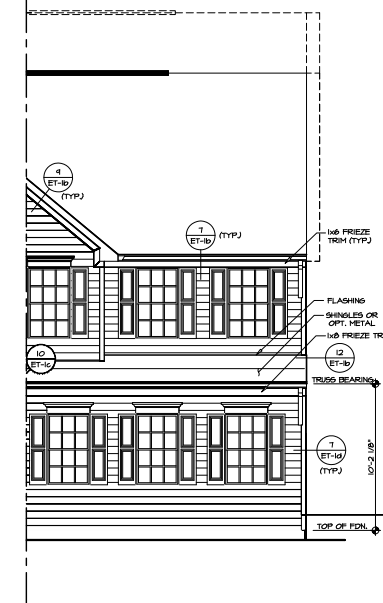 9
ET-1b
(TYP.)
7
ET-1b
(TYP.)
1x6 FRIEZE
TRIM (TYP.)
FLASHING
SHINGLES OR
OPT. METAL
1x8 FRIEZE TR
10
ET-1c
12
ET-1b
TRUSS BEARING
7
ET-1d
(TYP.)
10'-2 1/8"
TOP OF FDN.